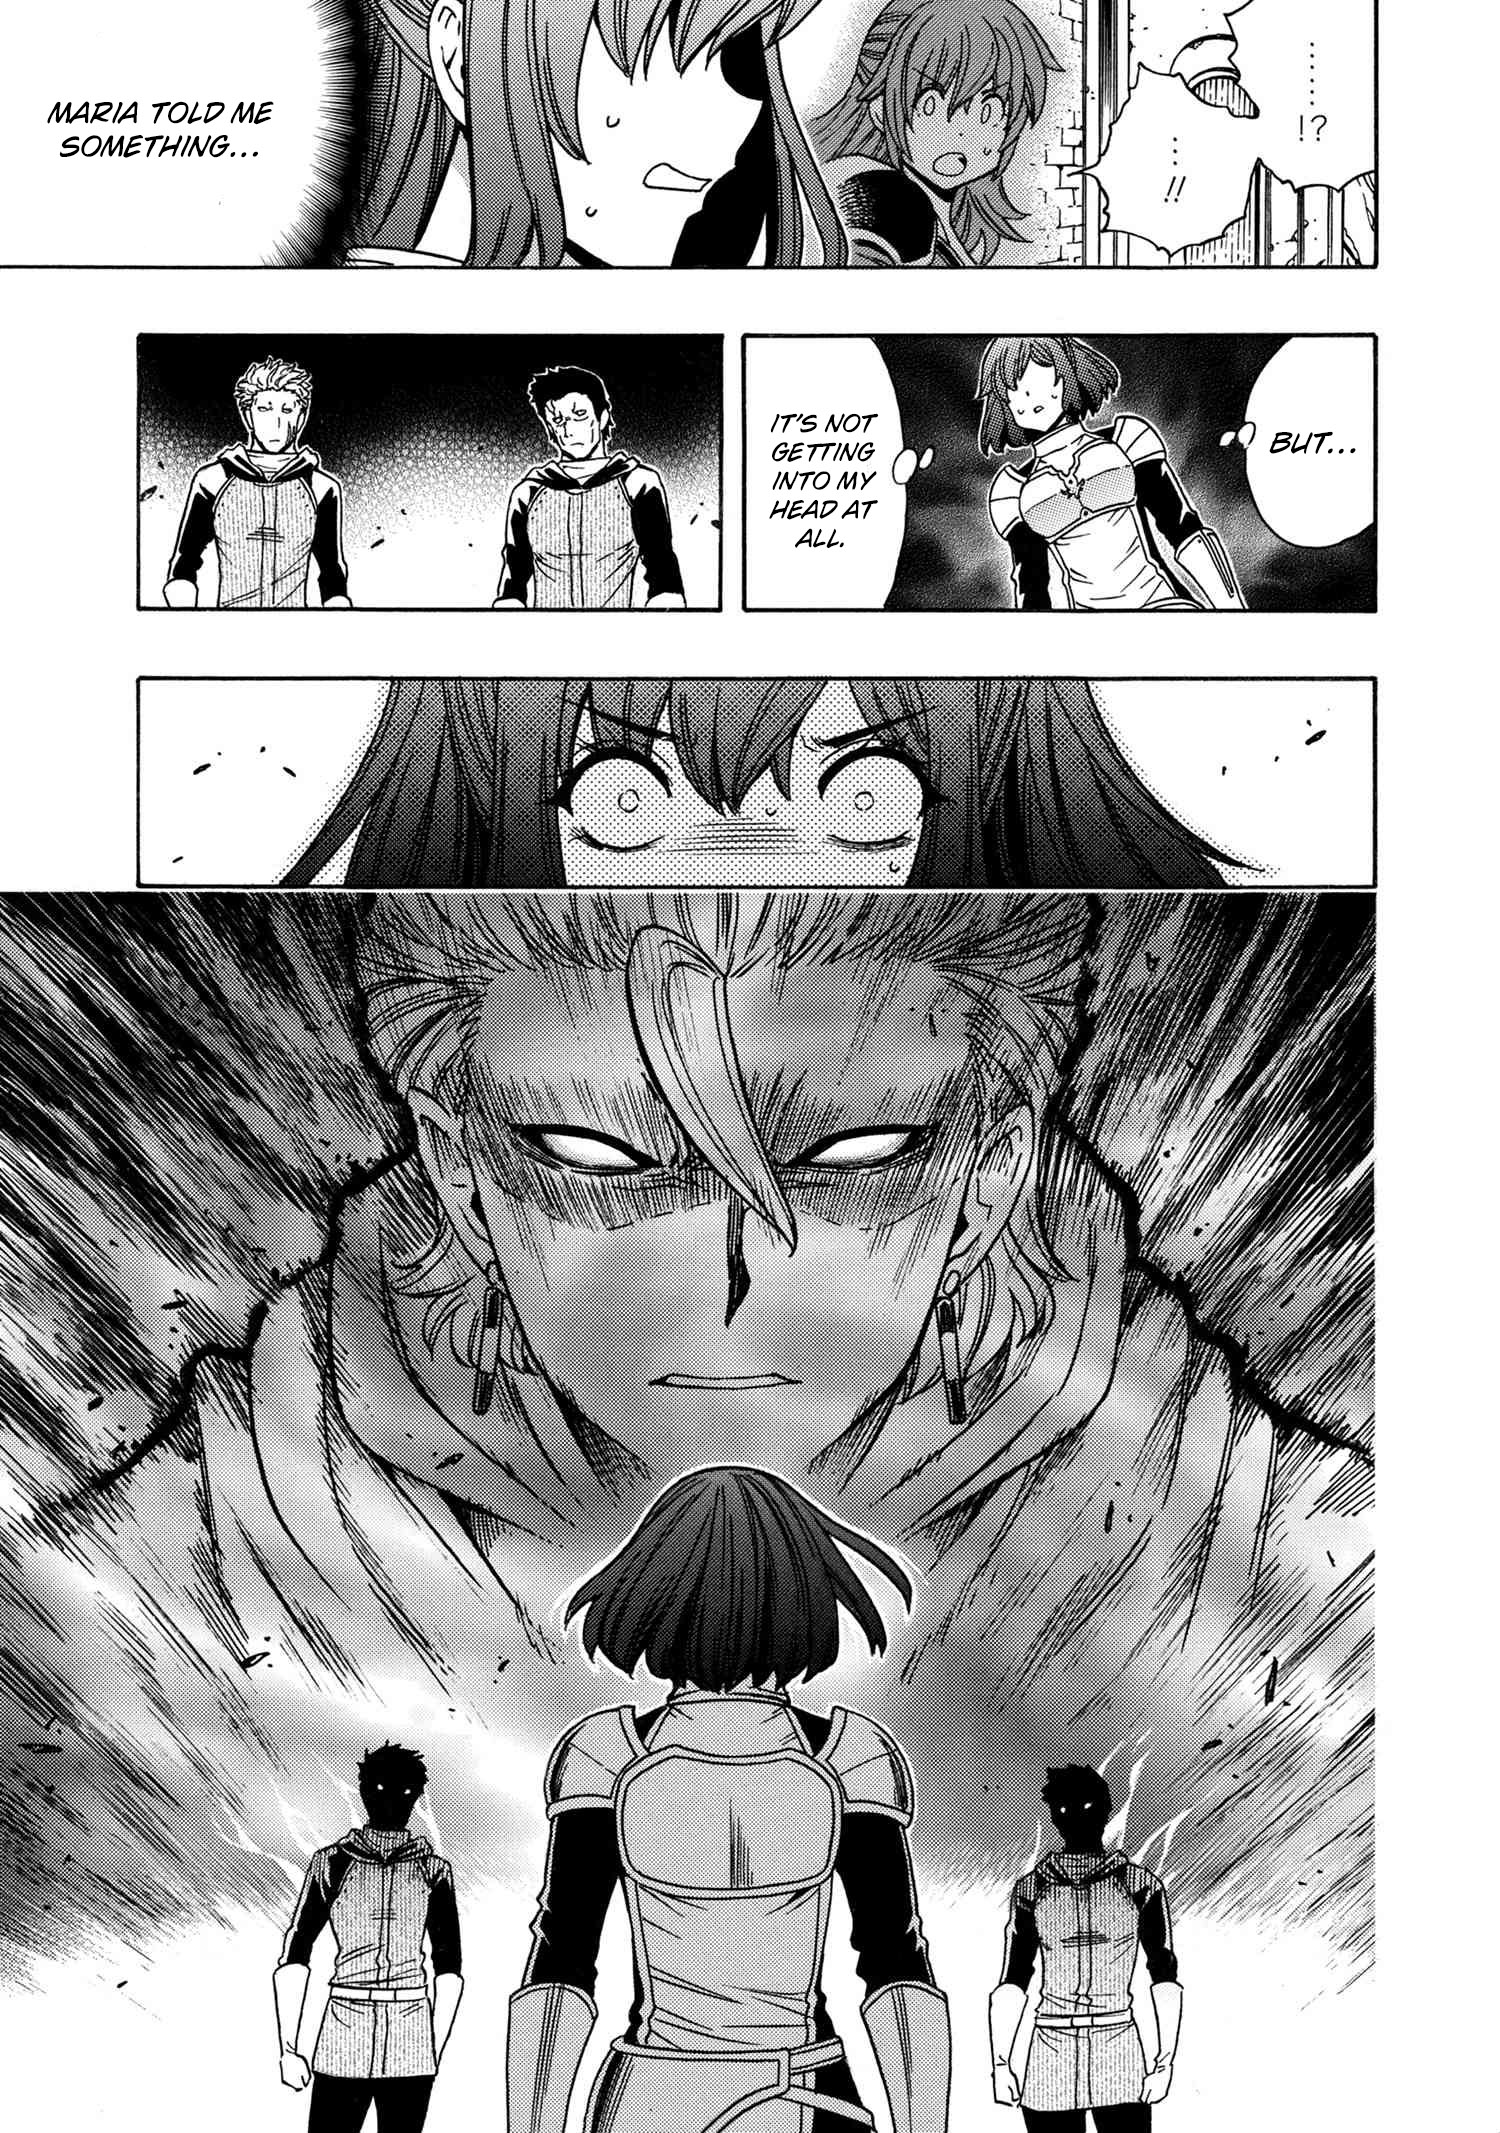 ……!?
……!!
MARIA TOLD ME
SOMETHING...
BUT...
IT'S NOT
GETTING
INTO MY
HEAD AT
ALL.